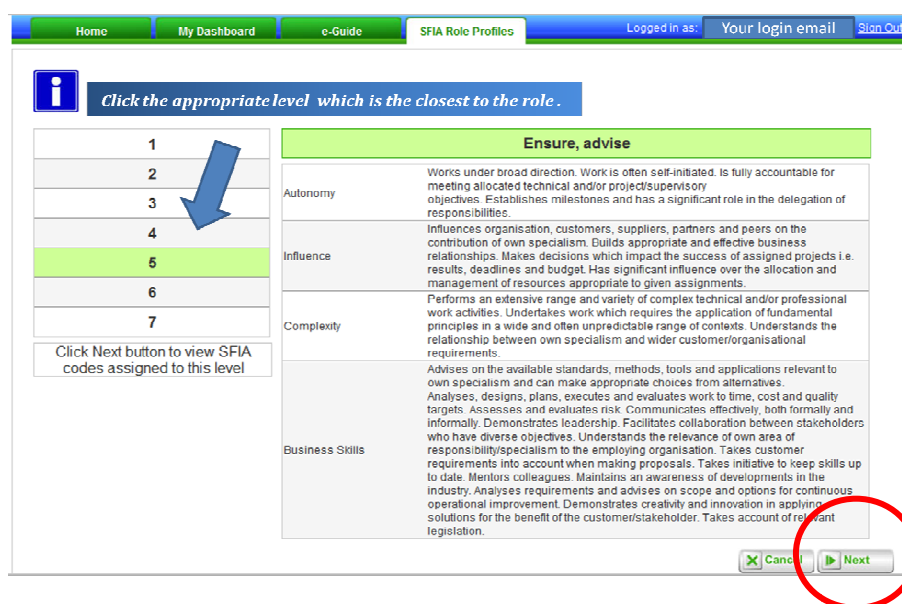 Home My Dashboard e-Guide SFIA Role Profiles Logged in as: Your login email Sign Out
i
Click the appropriate level which is the closest to the role .
1
2
3
4
5
6
7
Click Next button to view SFIA
codes assigned to this level
Ensure, advise
Autonomy
Works under broad direction. Work is often self-initiated. Is fully accountable for
meeting allocated technical and/or project/supervisory
objectives. Establishes milestones and has a significant role in the delegation of
responsibilities.
Influence
Influences organisation, customers, suppliers, partners and peers on the
contribution of own specialism. Builds appropriate and effective business
relationships. Makes decisions which impact the success of assigned projects i.e.
results, deadlines and budget. Has significant influence over the allocation and
management of resources appropriate to given assignments.
Complexity
Performs an extensive range and variety of complex technical and/or professional
work activities. Undertakes work which requires the application of fundamental
principles in a wide and often unpredictable range of contexts. Understands the
relationship between own specialism and wider customer/organisational
requirements.
Business Skills
Advises on the available standards, methods, tools and applications relevant to
own specialism and can make appropriate choices from alternatives.
Analyses, designs, plans, executes and evaluates work to time, cost and quality
targets. Assesses and evaluates risk. Communicates effectively, both formally and
informally. Demonstrates leadership. Facilitates collaboration between stakeholders
who have diverse objectives. Understands the relevance of own area of
responsibility/specialism to the employing organisation. Takes customer
requirements into account when making proposals. Takes initiative to keep skills up
to date. Mentors colleagues. Maintains an awareness of developments in the
industry. Analyses requirements and advises on scope and options for continuous
operational improvement. Demonstrates creativity and innovation in applying
solutions for the benefit of the customer/stakeholder. Takes account of relevant
legislation.
Cancel Next